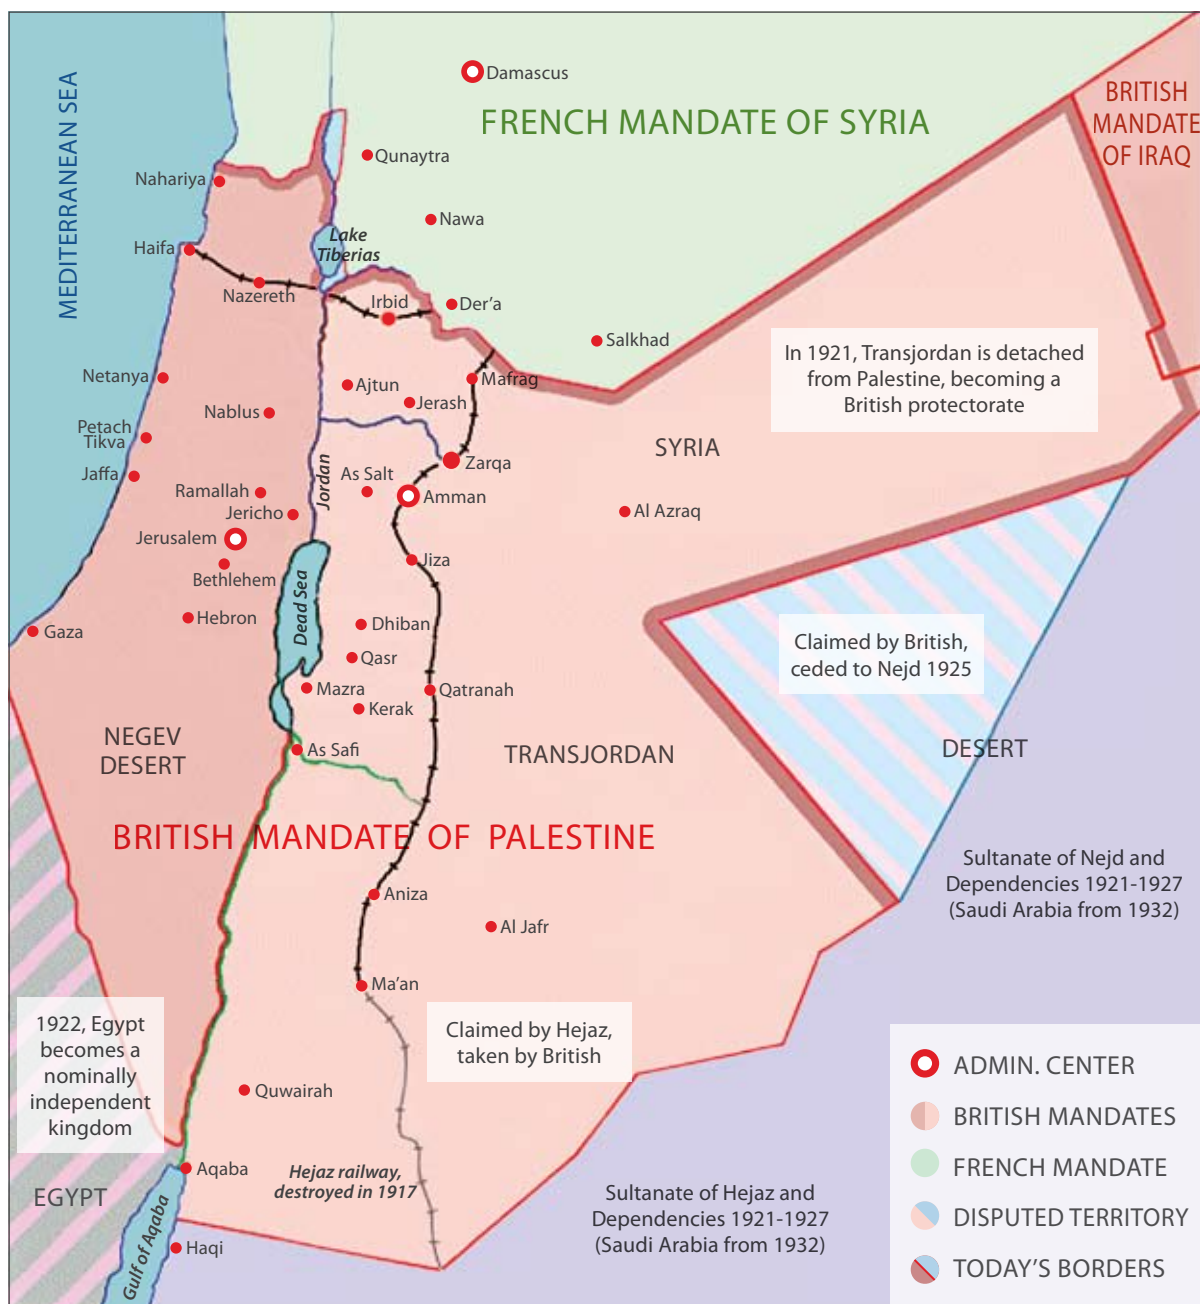 Damascus
FRENCH MANDATE OF SYRIA
BRITISH
MANDATE
OF IRAQ
MEDITERRANEAN SEA
Qunaytra
Nahariya
Nawa
Haifa
Lake
Tiberias
Nazereth
Irbid
Der'a
Salkhad
In 1921, Transjordan is detached
from Palestine, becoming a
British protectorate
Netanya
Ajtun
Mafrag
Jerash
Nablus
Petach
Tikva
SYRIA
Jaffa
Jordan
As Salt
Zarqa
Ramallah
Amman
Jericho
Al Azraq
Jerusalem
Jiza
Bethlehem
Dead Sea
Hebron
Gaza
Dhiban
Qasr
Claimed by British,
ceded to Nejd 1925
Mazra
Qatranah
Kerak
NEGEV
DESERT
As Safi
TRANSJORDAN
DESERT
BRITISH MANDATE OF PALESTINE
Sultanate of Nejd and
Dependencies 1921-1927
(Saudi Arabia from 1932)
Aniza
Al Jafr
Ma'an
1922, Egypt
becomes a
nominally
independent
kingdom
Claimed by Hejaz,
taken by British
Quwairah
Aqaba
Hejaz railway,
destroyed in 1917
EGYPT
Gulf of Aqaba
Haqi
Sultanate of Hejaz and
Dependencies 1921-1927
(Saudi Arabia from 1932)
ADMIN. CENTER
BRITISH MANDATES
FRENCH MANDATE
DISPUTED TERRITORY
TODAY'S BORDERS